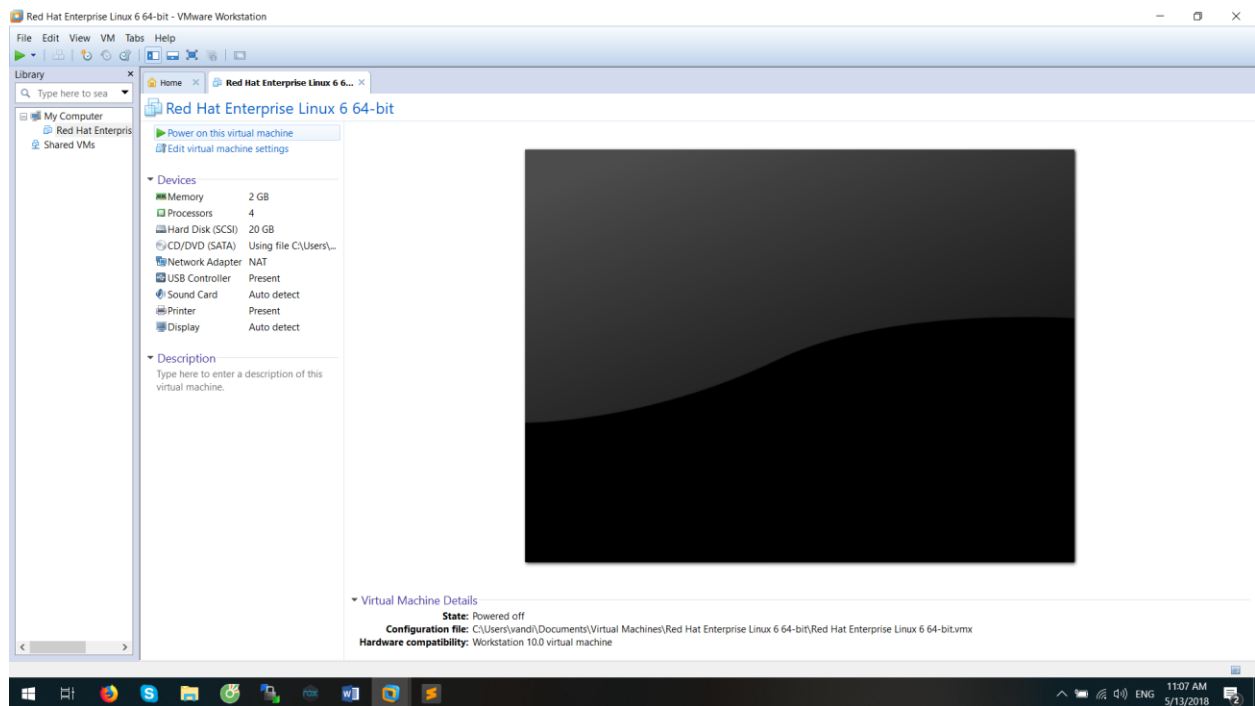 Red Hat Enterprise Linux 6 64-bit - VMware Workstation
File Edit View VM Tabs Help
Library
Type here to sea
My Computer
Red Hat Enterpris
Shared VMs
Home
Red Hat Enterprise Linux 6 6...
Red Hat Enterprise Linux 6 64-bit
Power on this virtual machine
Edit virtual machine settings
Devices
Memory 2 GB
Processors 4
Hard Disk (SCSI) 20 GB
CD/DVD (SATA) Using file C:\Users\...
Network Adapter NAT
USB Controller Present
Sound Card Auto detect
Printer Present
Display Auto detect
Description
Type here to enter a description of this
virtual machine.
Virtual Machine Details
State: Powered off
Configuration file: C:\Users\vandi\Documents\Virtual Machines\Red Hat Enterprise Linux 6 64-bit\Red Hat Enterprise Linux 6 64-bit.vmx
Hardware compatibility: Workstation 10.0 virtual machine
ENG
11:07 AM
5/13/2018
2